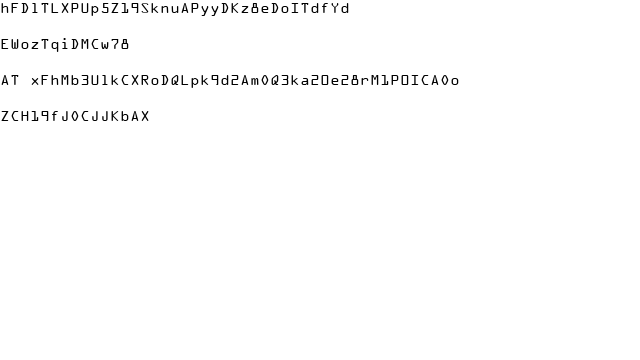 hFDlTLXPUp5Z19SknuAPyyDKz8eDoITdfYd
EWozTqiDMCw78
AT xFhMb3UlkCXRoDQLpk9d2Am0Q3ka2Oe28rM1POICA0o
ZCH19fJ0CJJKbAX